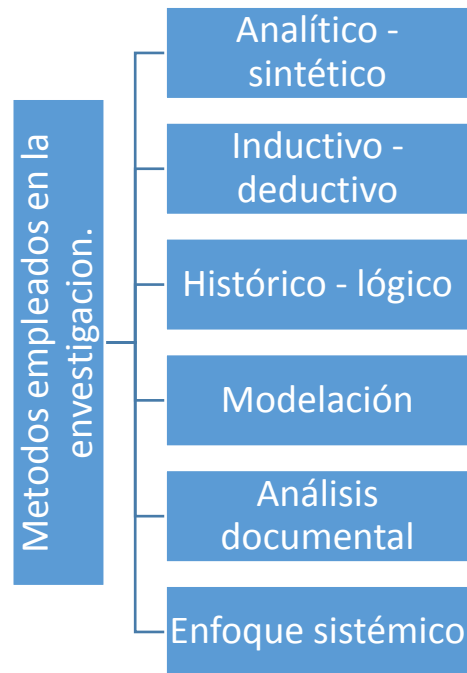 Metodos empleados en la
envestigacion.
Analítico -
sintético
Inductivo -
deductivo
Histórico - lógico
Modelación
Análisis
documental
Enfoque sistémico